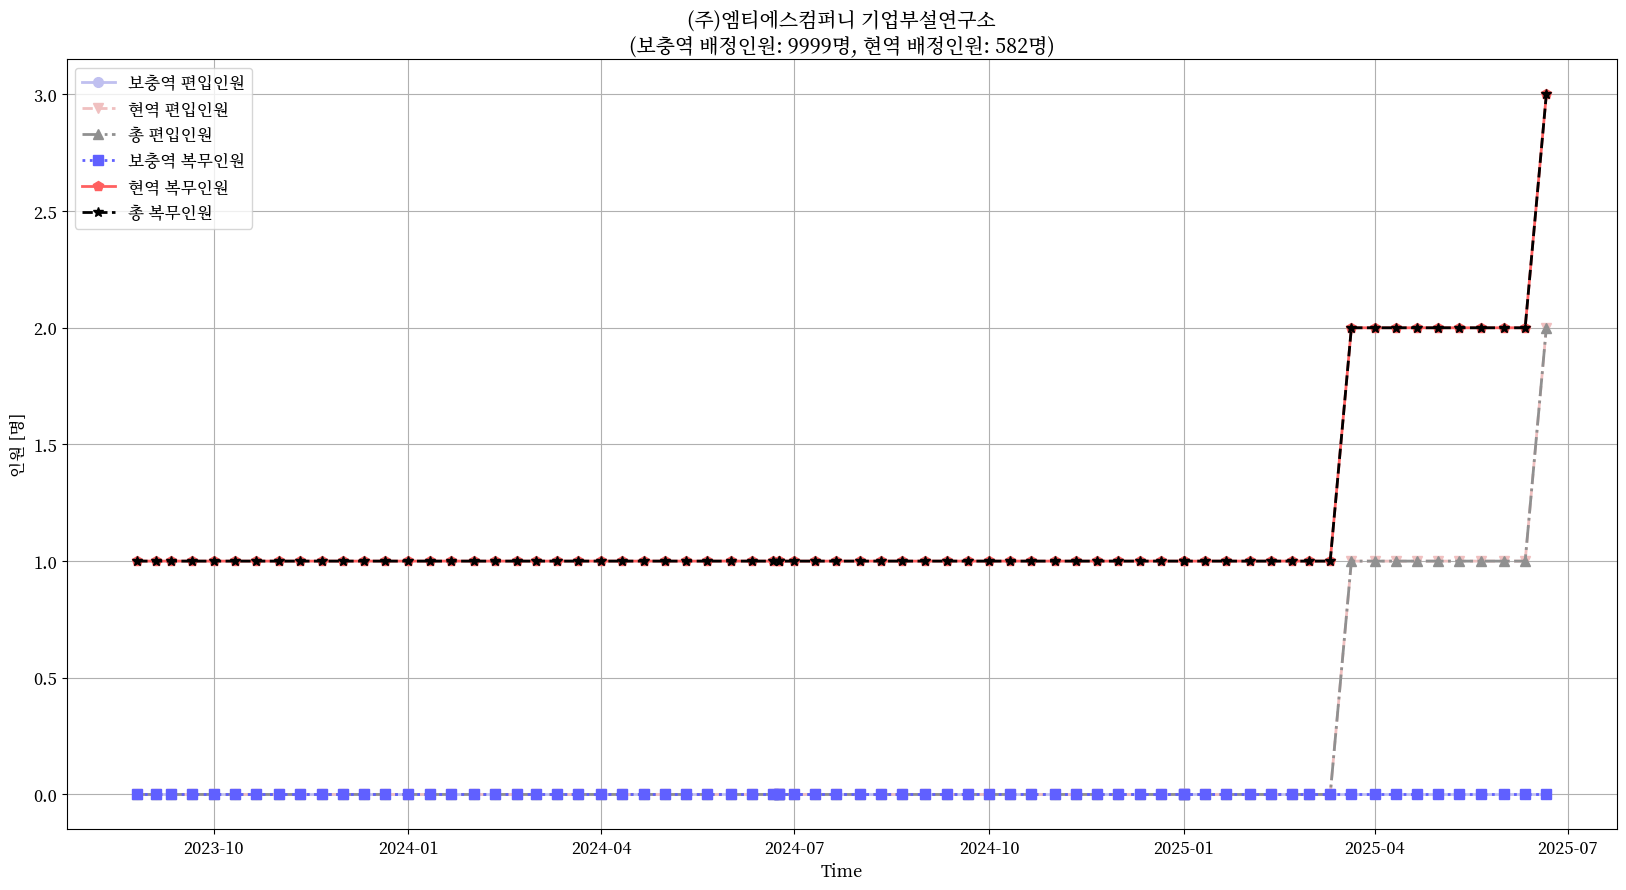 (주)엠티에스컴퍼니 기업부설연구소
(보충역 배정인원: 9999명, 현역 배정인원: 582명)
보충역 편입인원
현역 편입인원
총 편입인원
보충역 복무인원
현역 복무인원
총 복무인원
3.0
2.5
2.0
1.5
1.0
0.5
0.0
인원 [명]
2023-10 2024-01 2024-04 2024-07 2024-10 2025-01 2025-04 2025-07
Time